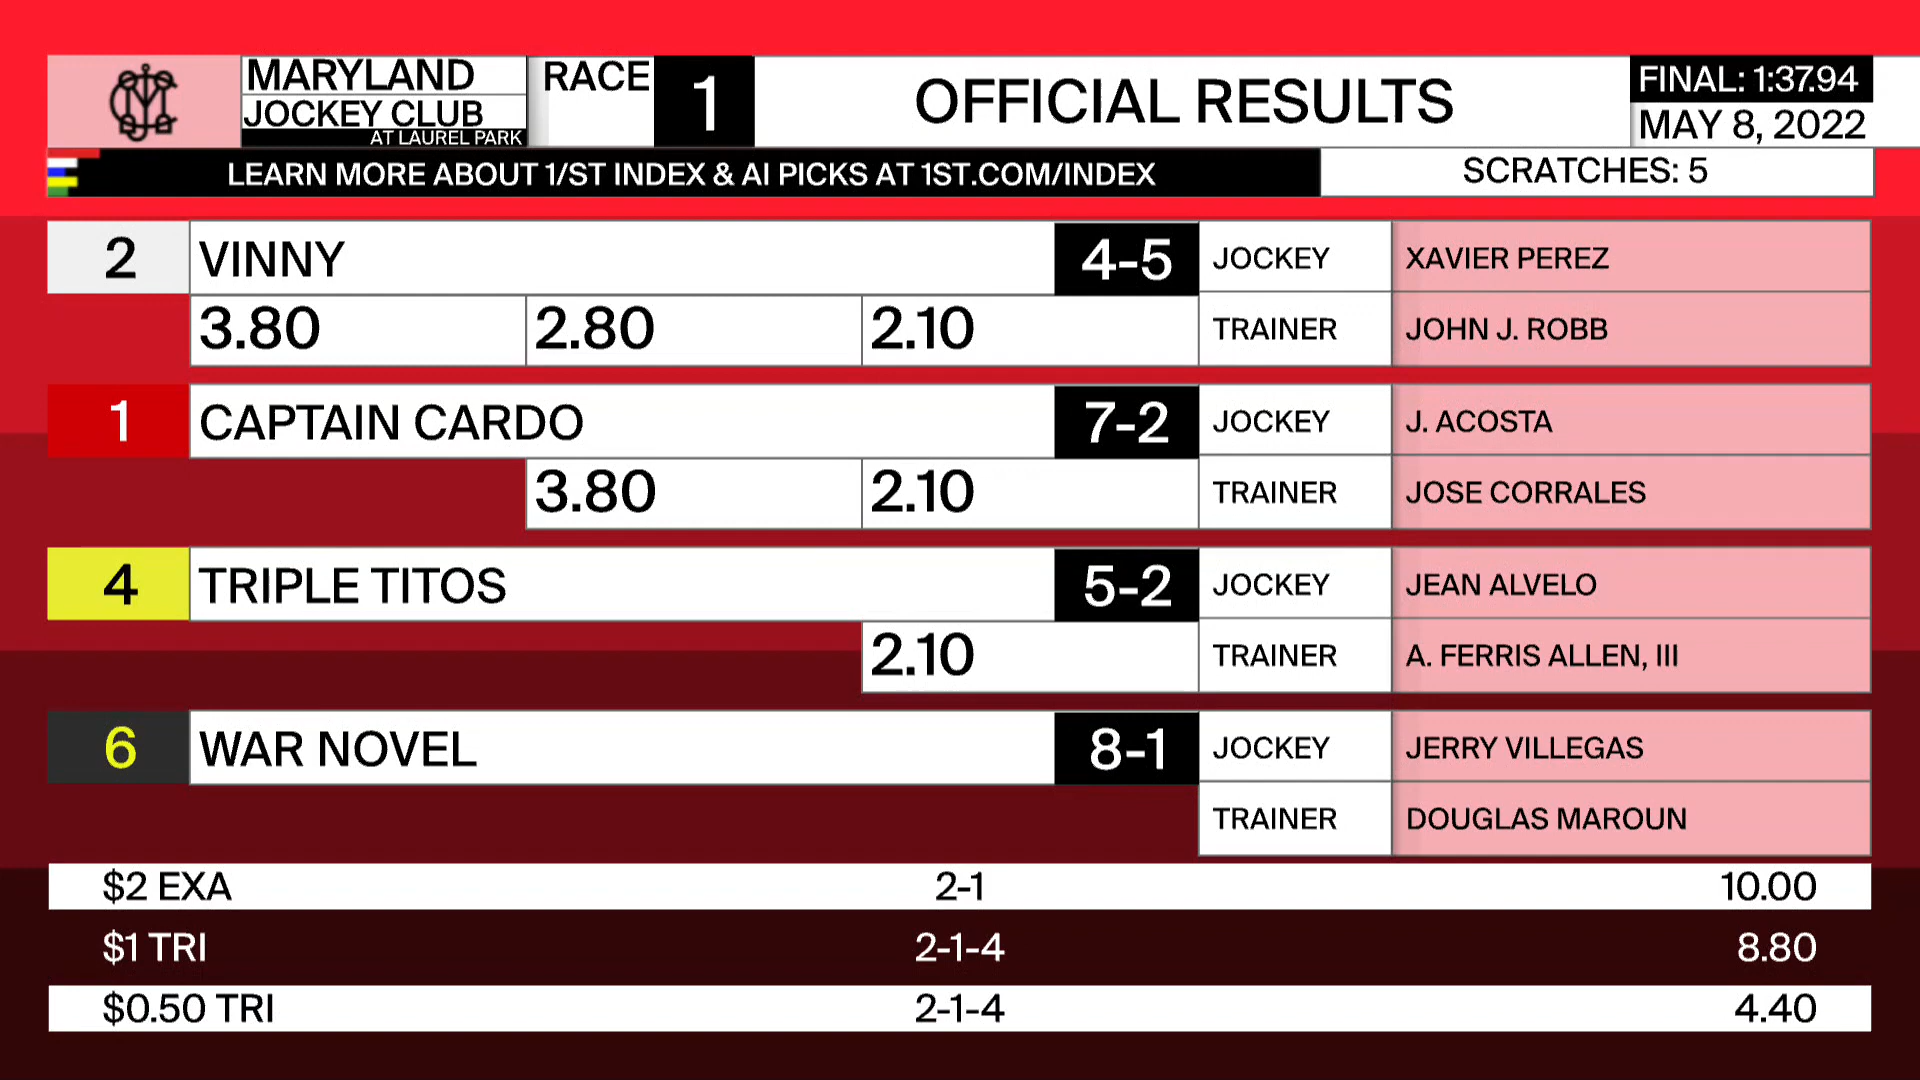 MARYLAND
JOCKEY CLUB
AT LAUREL PARK
RACE 1
OFFICIAL RESULTS
FINAL: 1:37.94
MAY 8, 2022
LEARN MORE ABOUT 1/ST INDEX & AI PICKS AT 1ST.COM/INDEX
SCRATCHES: 5
2 VINNY 4-5 JOCKEY XAVIER PEREZ
3.80 2.80 2.10 TRAINER JOHN J. ROBB
1 CAPTAIN CARDO 7-2 JOCKEY J. ACOSTA
3.80 2.10 TRAINER JOSE CORRALES
4 TRIPLE TITOS 5-2 JOCKEY JEAN ALVELO
2.10 TRAINER A. FERRIS ALLEN, III
6 WAR NOVEL 8-1 JOCKEY JERRY VILLEGAS
TRAINER DOUGLAS MAROUN
$2 EXA 2-1 10.00
$1 TRI 2-1-4 8.80
$0.50 TRI 2-1-4 4.40